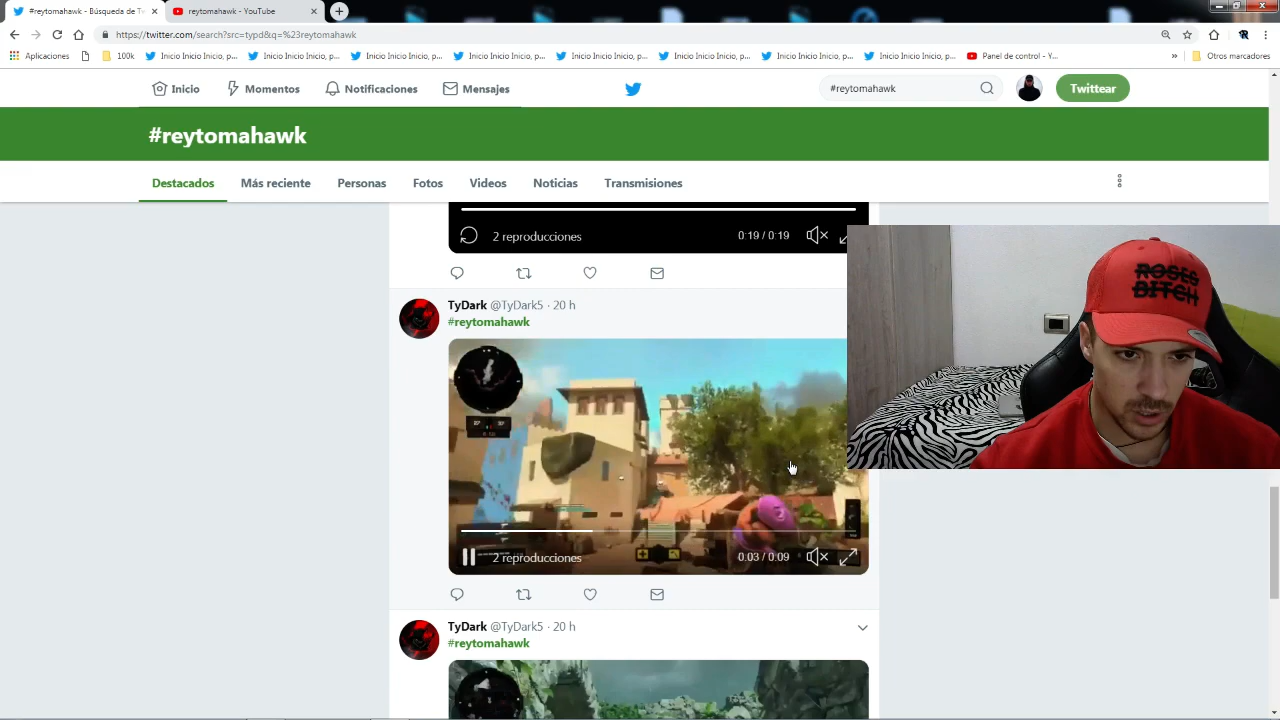 #reytomahawk - Búsqueda de Tw
reytomahawk - YouTube
https://twitter.com/search?src=typd&q=%23reytomahawk
Aplicaciones
100k
Inicio Inicio Inicio, p...
Inicio Inicio Inicio, p...
Inicio Inicio Inicio, p...
Inicio Inicio Inicio, p...
Inicio Inicio Inicio, p...
Inicio Inicio Inicio, p...
Inicio Inicio Inicio, p...
Inicio Inicio Inicio, p...
Panel de control - Y...
»
Otros marcadores
Inicio
Momentos
Notificaciones
Mensajes
#reytomahawk
Twittear
#reytomahawk
Destacados
Más reciente
Personas
Fotos
Videos
Noticias
Transmisiones
2 reproducciones
0:19 / 0:19
TyDark @TyDark5 · 20 h
#reytomahawk
ROSES
BITCH
2 reproducciones
0:03 / 0:09
TyDark @TyDark5 · 20 h
#reytomahawk